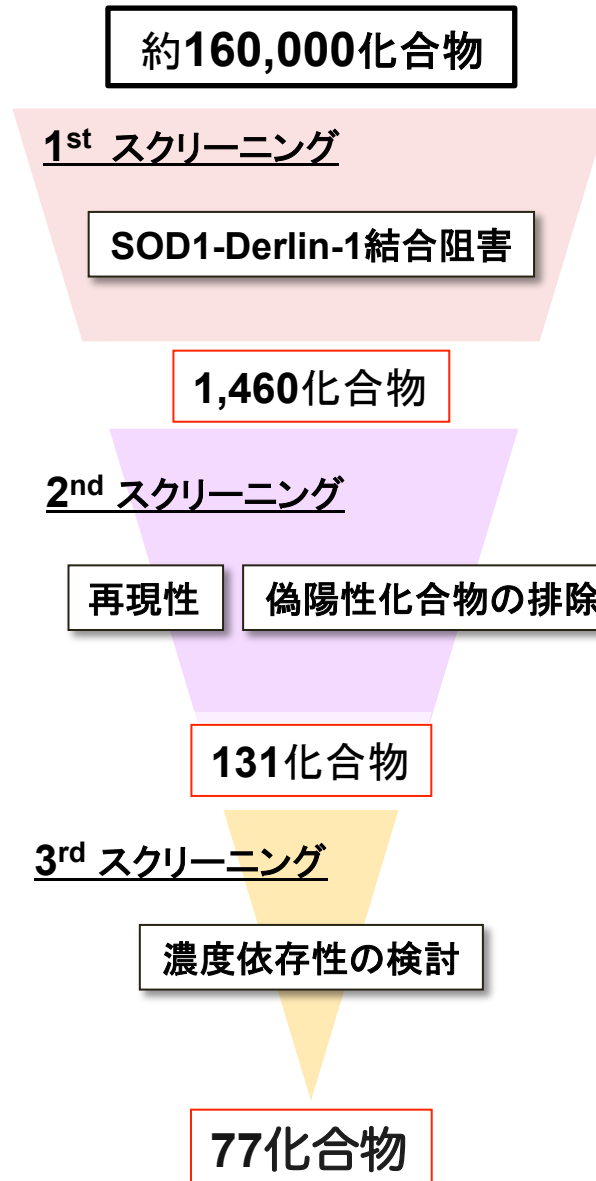 約160,000化合物
1st スクリーニング
SOD1-Derlin-1結合阻害
1,460化合物
2nd スクリーニング
再現性 偽陽性化合物の排除
131化合物
3rd スクリーニング
濃度依存性の検討
77化合物